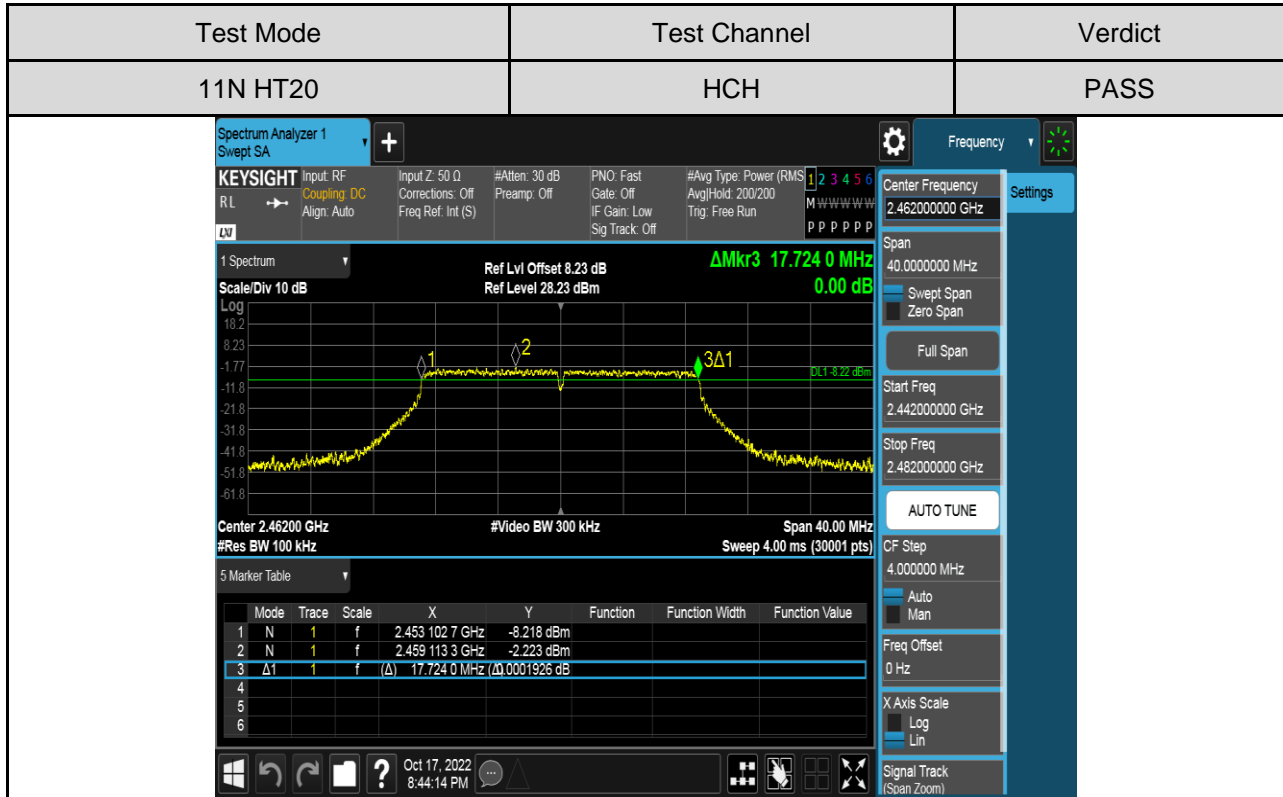 Test Mode Test Channel Verdict
11N HT20 HCH PASS
Spectrum Analyzer 1
Swept SA
Frequency
KEYSIGHT Input: RF Input Z: 50 Ω #Atten: 30 dB PNO: Fast #Avg Type: Power (RMS 1 2 3 4 5 6
RL Coupling: DC Corrections: Off Preamp: Off Gate: Off Avg|Hold: 200/200 M W W W W W
Align: Auto Freq Ref: Int (S) IF Gain: Low Trig: Free Run
LXI Sig Track: Off P P P P P P
1 Spectrum
Ref Lvl Offset 8.23 dB ΔMkr3 17.724 0 MHz
Scale/Div 10 dB Ref Level 28.23 dBm 0.00 dB
Log
18.2
8.23
-1.77
-11.8
-21.8
-31.8
-41.8
-51.8
-61.8
1
2
3Δ1
DL1 -8.22 dBm
Center 2.46200 GHz #Video BW 300 kHz Span 40.00 MHz
#Res BW 100 kHz Sweep 4.00 ms (30001 pts)
5 Marker Table
Mode Trace Scale X Y Function Function Width Function Value
1 N 1 f 2.453 102 7 GHz -8.218 dBm
2 N 1 f 2.459 113 3 GHz -2.223 dBm
3 Δ1 1 f (Δ) 17.724 0 MHz (Δ) 0.0001926 dB
4
5
6
Oct 17, 2022
8:44:14 PM
Center Frequency
2.462000000 GHz
Settings
Span
40.0000000 MHz
Swept Span
Zero Span
Full Span
Start Freq
2.442000000 GHz
Stop Freq
2.482000000 GHz
AUTO TUNE
CF Step
4.000000 MHz
Auto
Man
Freq Offset
0 Hz
X Axis Scale
Log
Lin
Signal Track
(Span Zoom)